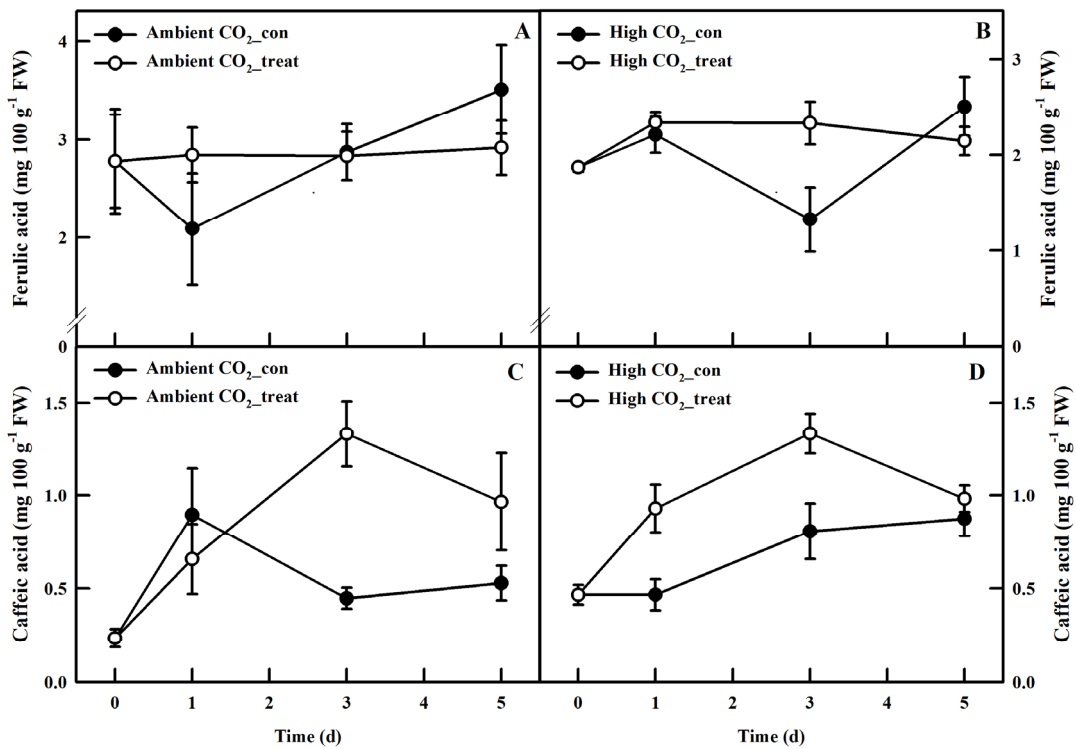 A
Ambient CO₂_con
Ambient CO₂_treat
4
3
2
0
Ferulic acid (mg 100 g⁻¹ FW)
B
High CO₂_con
High CO₂_treat
3
2
1
0
Ferulic acid (mg 100 g⁻¹ FW)
C
Ambient CO₂_con
Ambient CO₂_treat
1.5
1.0
0.5
0.0
Caffeic acid (mg 100 g⁻¹ FW)
0 1 2 3 4 5
Time (d)
D
High CO₂_con
High CO₂_treat
1.5
1.0
0.5
0.0
Caffeic acid (mg 100 g⁻¹ FW)
0 1 2 3 4 5
Time (d)